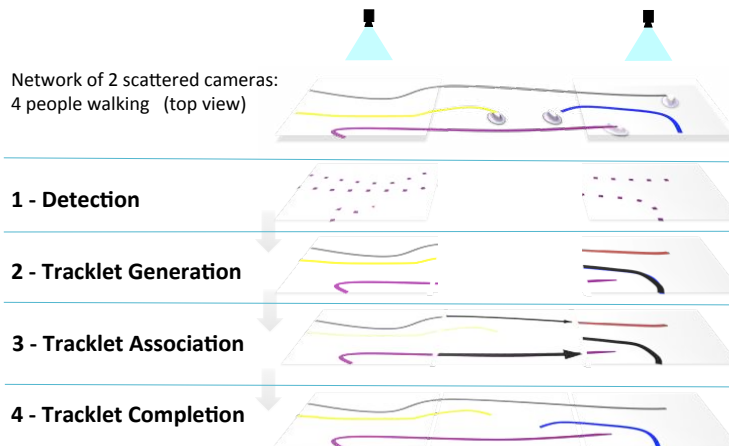 Network of 2 scattered cameras:
4 people walking (top view)
1 - Detection
2 - Tracklet Generation
3 - Tracklet Association
4 - Tracklet Completion